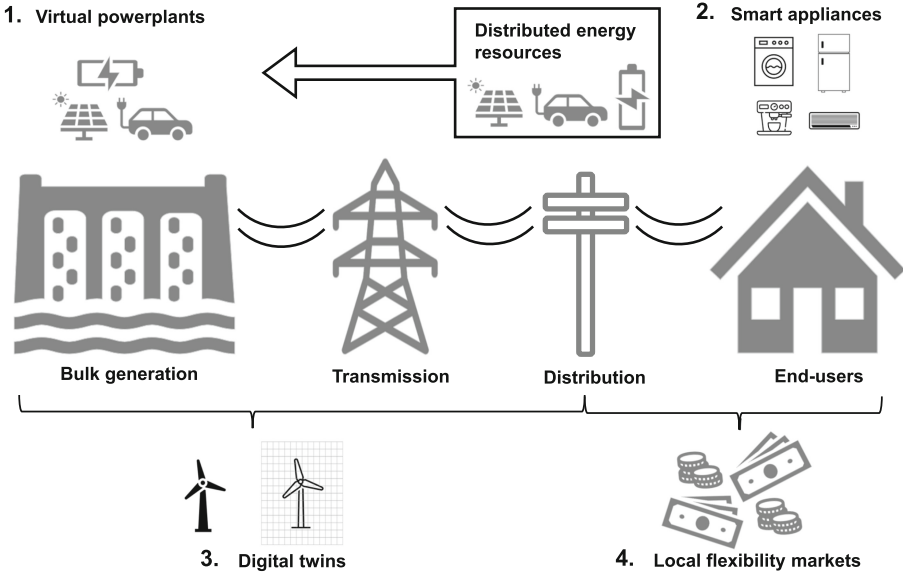 1. Virtual powerplants
Distributed energy
resources
2. Smart appliances
Bulk generation
Transmission
Distribution
End-users
3. Digital twins
4. Local flexibility markets